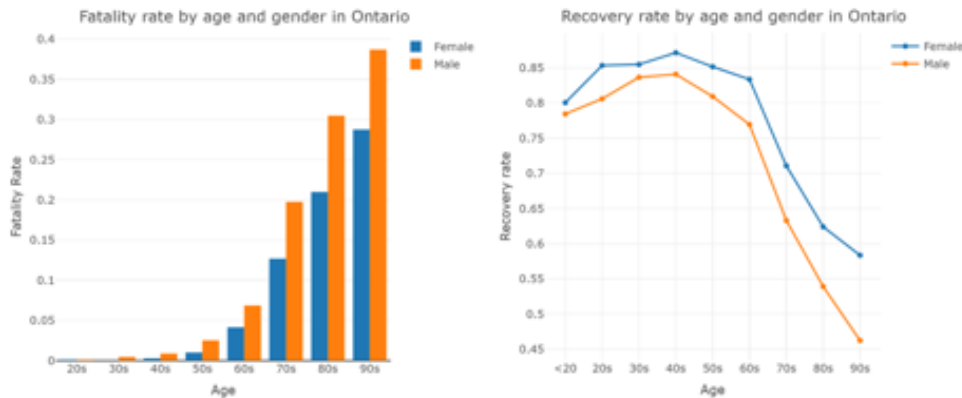 Fatality rate by age and gender in Ontario
0.4
0.35
0.3
0.25
0.2
0.15
0.1
0.05
0
Fatality Rate
20s 30s 40s 50s 60s 70s 80s 90s
Age
Female
Male
Recovery rate by age and gender in Ontario
0.85
0.8
0.75
0.7
0.65
0.6
0.55
0.5
0.45
Recovery rate
<20 20s 30s 40s 50s 60s 70s 80s 90s
Age
Female
Male